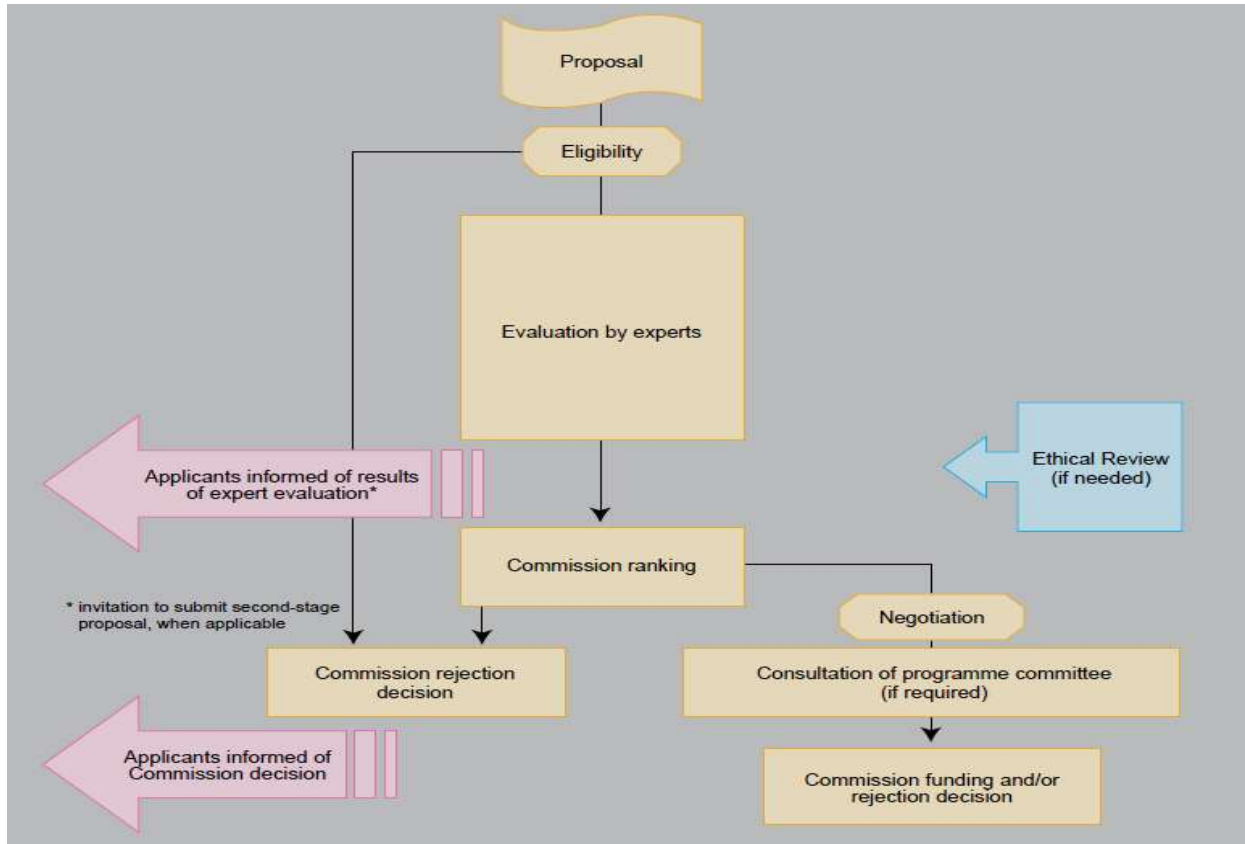 Proposal
Eligibility
Evaluation by experts
Applicants informed of results
of expert evaluation*
Ethical Review
(if needed)
Commission ranking
* invitation to submit second-stage
proposal, when applicable
Negotiation
Commission rejection
decision
Consultation of programme committee
(if required)
Applicants informed of
Commission decision
Commission funding and/or
rejection decision